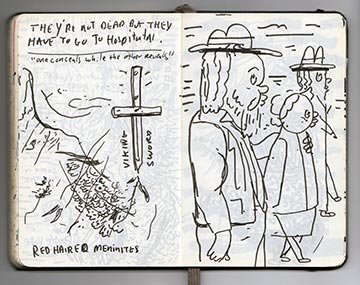 THEY'RE NOT DEAD BUT THEY
HAVE TO GO TO HOSPITAL.
"one conceals while the other reveals"
VIKING
SWORD
RED HAIRED MENINITES